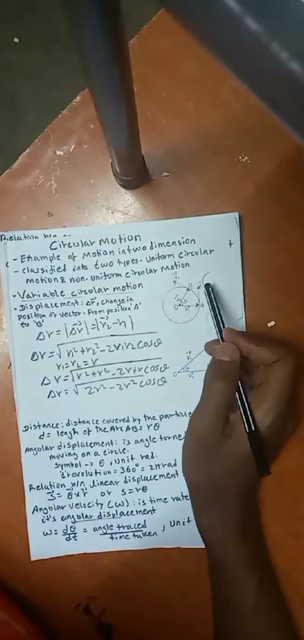 Circular Motion
- Example of Motion in two dimension
- classified into two types: uniform circular
motion & non-uniform circular motion
- Variable circular motion
- Displacement: Δr, change in
position or vector. From position 'A'
to 'B'
Δr = |Δr| = |r2 - r1|
Δr = √r1² + r2² - 2r1r2 cosθ
r1 = r2 = r
Δr = √r² + r² - 2r×r cosθ
Δr = √2r² - 2r² cosθ
Distance: distance covered by the particle
d = length of the Arc AB = rθ
Angular displacement: is angle turned
moving on a circle.
Symbol → θ, Unit rad.
1 revolution = 360° = 2π rad
Relation b/n linear displacement
S = θ × r or s = rθ
Angular velocity (ω): is time rate
it's angular displacement
ω = dθ/dt = angle traced/time taken, Unit